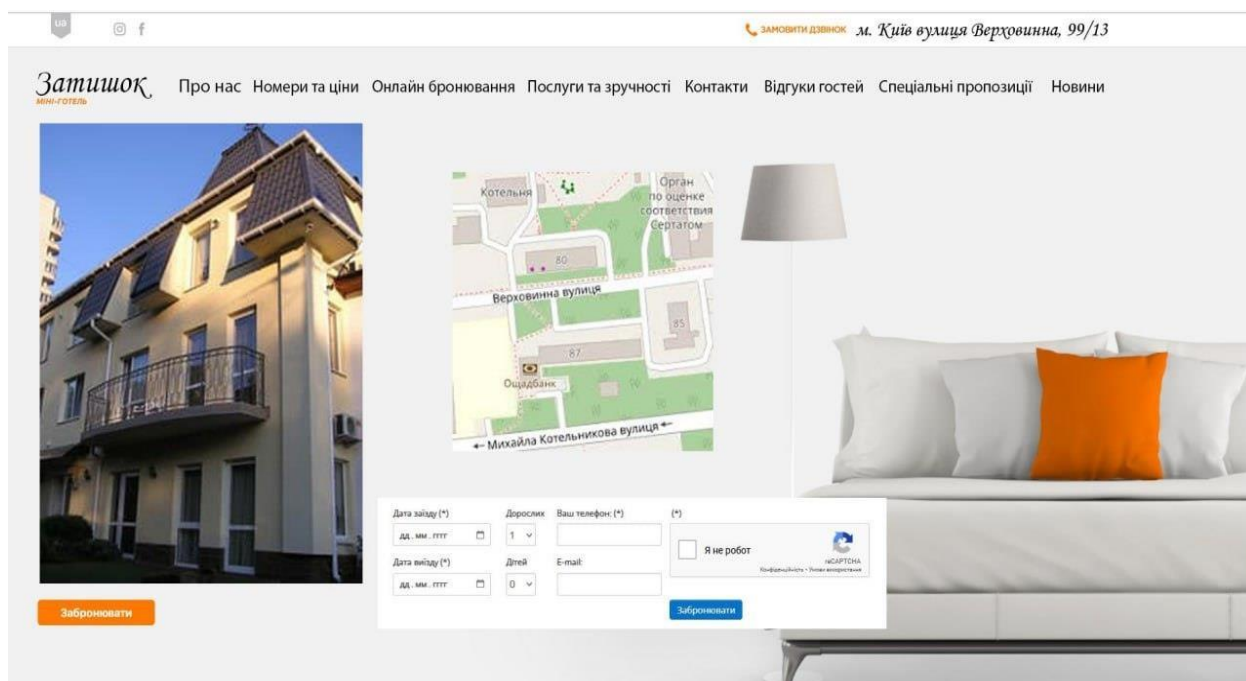 ua
ЗАМОВИТИ ДЗВІНОК м. Київ вулиця Верховинна, 99/13
Затишок
МІНІ-ГОТЕЛЬ
Про нас Номери та ціни Онлайн бронювання Послуги та зручності Контакти Відгуки гостей Спеціальні пропозиції Новини
Котельня
Орган
по оценке
соответствия
Сертатом
80
Верховинна вулиця
85
87
Ощадбанк
← Михайла Котельникова вулиця ←
Дата заїзду (*) Дорослих Ваш телефон: (*) (*)
дд . мм . гггг 1
Я не робот
reCAPTCHA
Конфіденційність • Умови використання
Дата виїзду (*) Дітей E-mail:
дд . мм . гггг 0
Забронювати
Забронювати